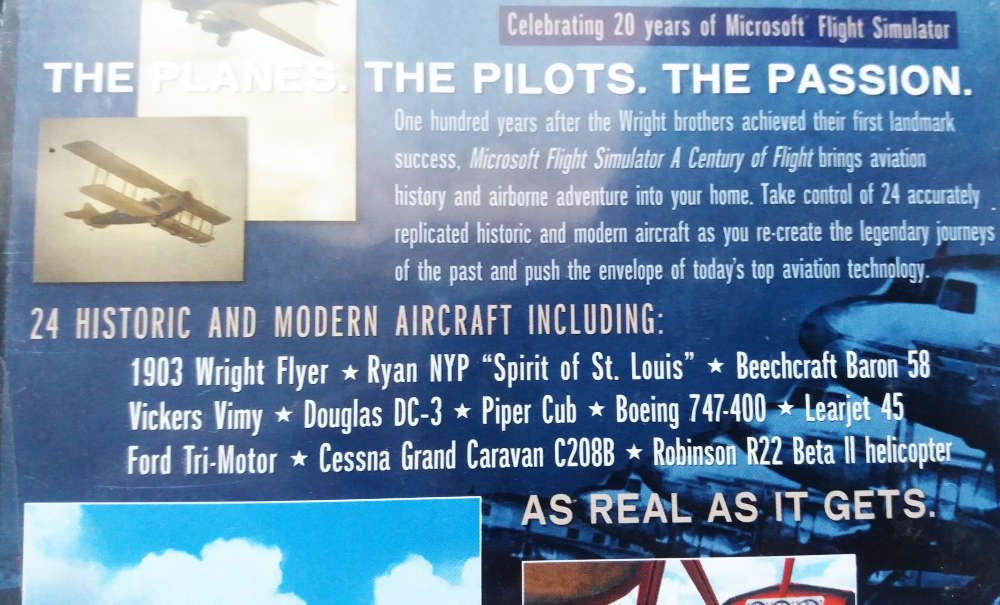 Celebrating 20 years of Microsoft Flight Simulator
THE PLANES. THE PILOTS. THE PASSION.
One hundred years after the Wright brothers achieved their first landmark
success, Microsoft Flight Simulator A Century of Flight brings aviation
history and airborne adventure into your home. Take control of 24 accurately
replicated historic and modern aircraft as you re-create the legendary journeys
of the past and push the envelope of today's top aviation technology.
24 HISTORIC AND MODERN AIRCRAFT INCLUDING:
1903 Wright Flyer ★ Ryan NYP “Spirit of St. Louis” ★ Beechcraft Baron 58
Vickers Vimy ★ Douglas DC-3 ★ Piper Cub ★ Boeing 747-400 ★ Learjet 45
Ford Tri-Motor ★ Cessna Grand Caravan C208B ★ Robinson R22 Beta II helicopter
AS REAL AS IT GETS.